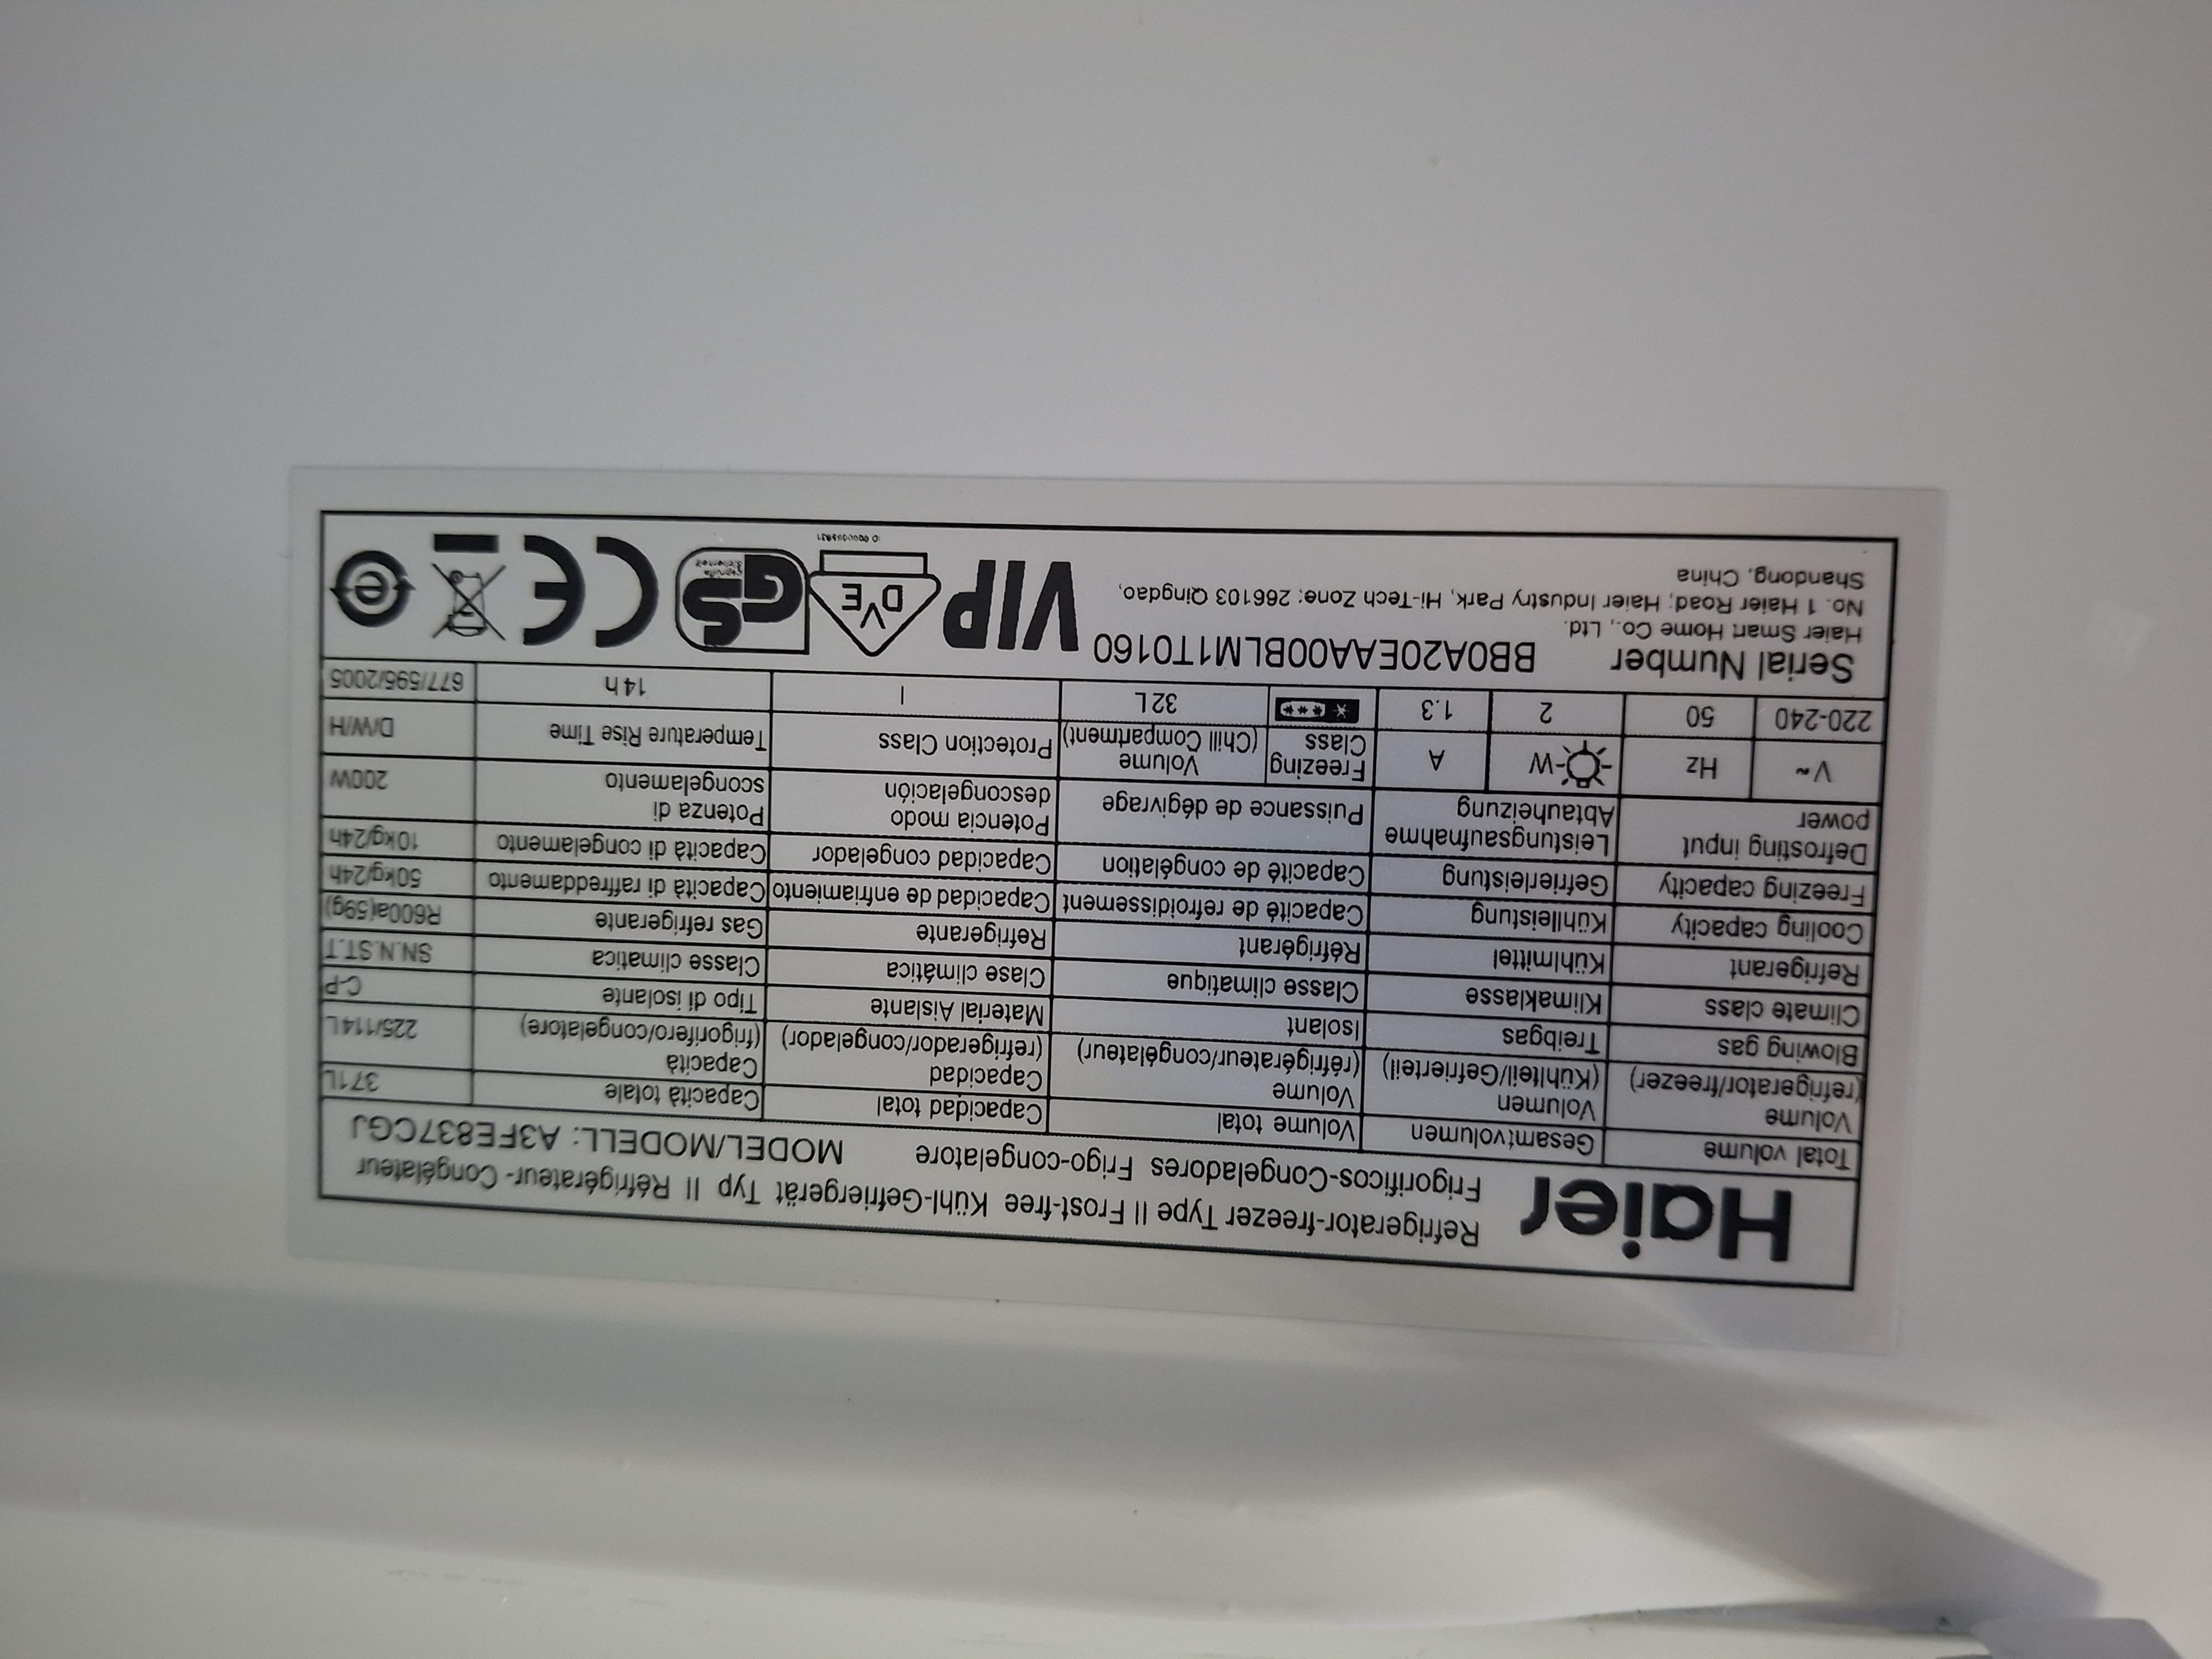 Haier
Refrigerator-freezer Type II Frost-free Kühl-Gefriergerät Typ II Réfrigérateur- Congélateur
Frigoríficos-Congeladores Frigo-congelatore MODEL/MODELL: A3FE837CGJ
Total volume Gesamtvolumen Volume total Capacidad total Capacità totale 371L
Volume (refrigerator/freezer) Volumen (Kühlteil/Gefrierteil) Volume (réfrigérateur/congélateur) Capacidad (refrigerador/congelador) Capacità (frigorifero/congelatore) 225/114L
Blowing gas Treibgas Isolant Material Aislante Tipo di isolante C-P
Climate class Klimaklasse Classe climatique Clase climática Classe climatica SN.N.ST.T
Refrigerant Kühlmittel Réfrigérant Refrigerante Gas refrigerante R600a(59g)
Cooling capacity Kühlleistung Capacité de refroidissement Capacidad de enfriamiento Capacità di raffreddamento 50kg/24h
Freezing capacity Gefrierleistung Capacité de congélation Capacidad congelador Capacità di congelamento 10kg/24h
Defrosting input power Leistungsaufnahme Abtauheizung Puissance de dégivrage Potencia modo descongelación Potenza di scongelamento 200W
V~ Hz -W A Freezing Class Volume (Chill Compartment) Protection Class Temperature Rise Time D/W/H
220-240 50 2 1.3 32L I 14h 677/595/2005
Serial Number BB0A20EAA00BLM1T0160
Haier Smart Home Co., Ltd.
No. 1 Haier Road; Haier Industry Park, Hi-Tech Zone; 266103 Qingdao,
Shandong, China
VIP
DVE
GS
CE
e